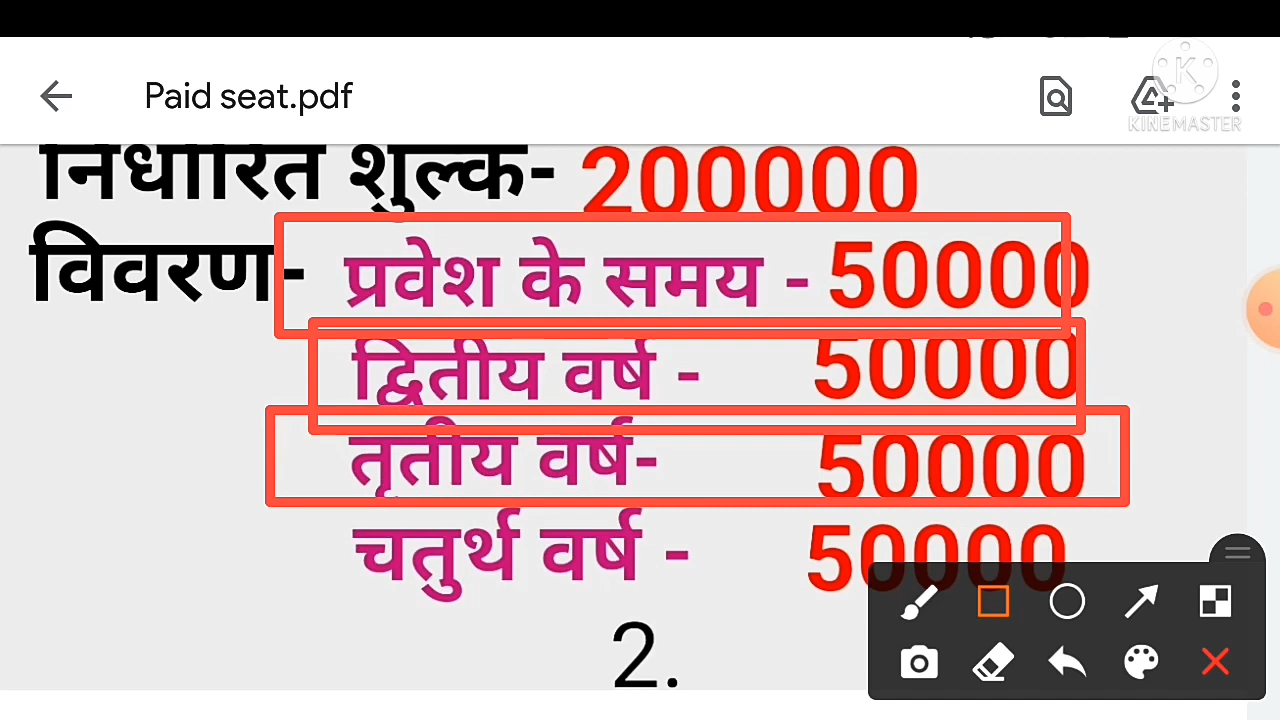 Paid seat.pdf
KINEMASTER
निर्धारित शुल्क- 200000
विवरण- प्रवेश के समय - 50000
द्वितीय वर्ष - 50000
तृतीय वर्ष- 50000
चतुर्थ वर्ष - 50000
2.